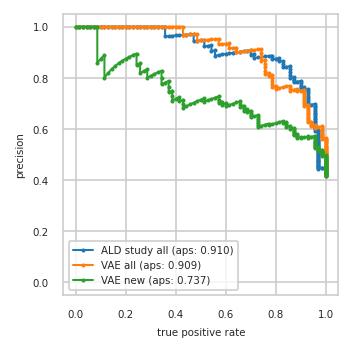 1.0
0.8
0.6
0.4
0.2
0.0
precision
ALD study all (aps: 0.910)
VAE all (aps: 0.909)
VAE new (aps: 0.737)
0.0 0.2 0.4 0.6 0.8 1.0
true positive rate